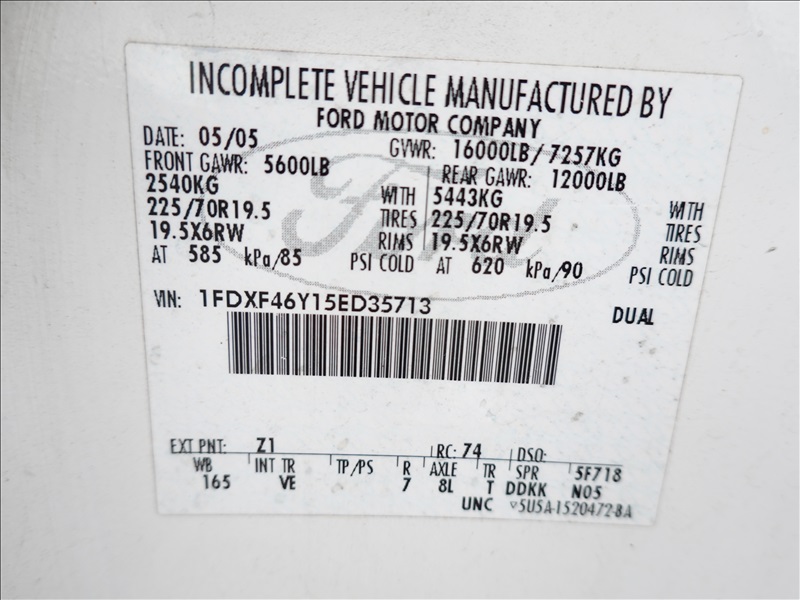 INCOMPLETE VEHICLE MANUFACTURED BY
FORD MOTOR COMPANY
DATE: 05/05 GVWR: 16000LB/7257KG
FRONT GAWR: 5600LB REAR GAWR: 12000LB
2540KG WITH 5443KG WITH
225/70R19.5 TIRES 225/70R19.5 TIRES
19.5X6RW RIMS 19.5X6RW RIMS
AT 585 kPa/85 PSI COLD AT 620 kPa/90 PSI COLD
VIN: 1FDXF46Y15ED35713 DUAL
Ford
EXT PNT: Z1 RC: 74 DSO:
WB INT TR TP/PS R AXLE TR SPR 5F718
165 VE 7 8L T DDKK N05
UNC V5U5A-1520472-BA